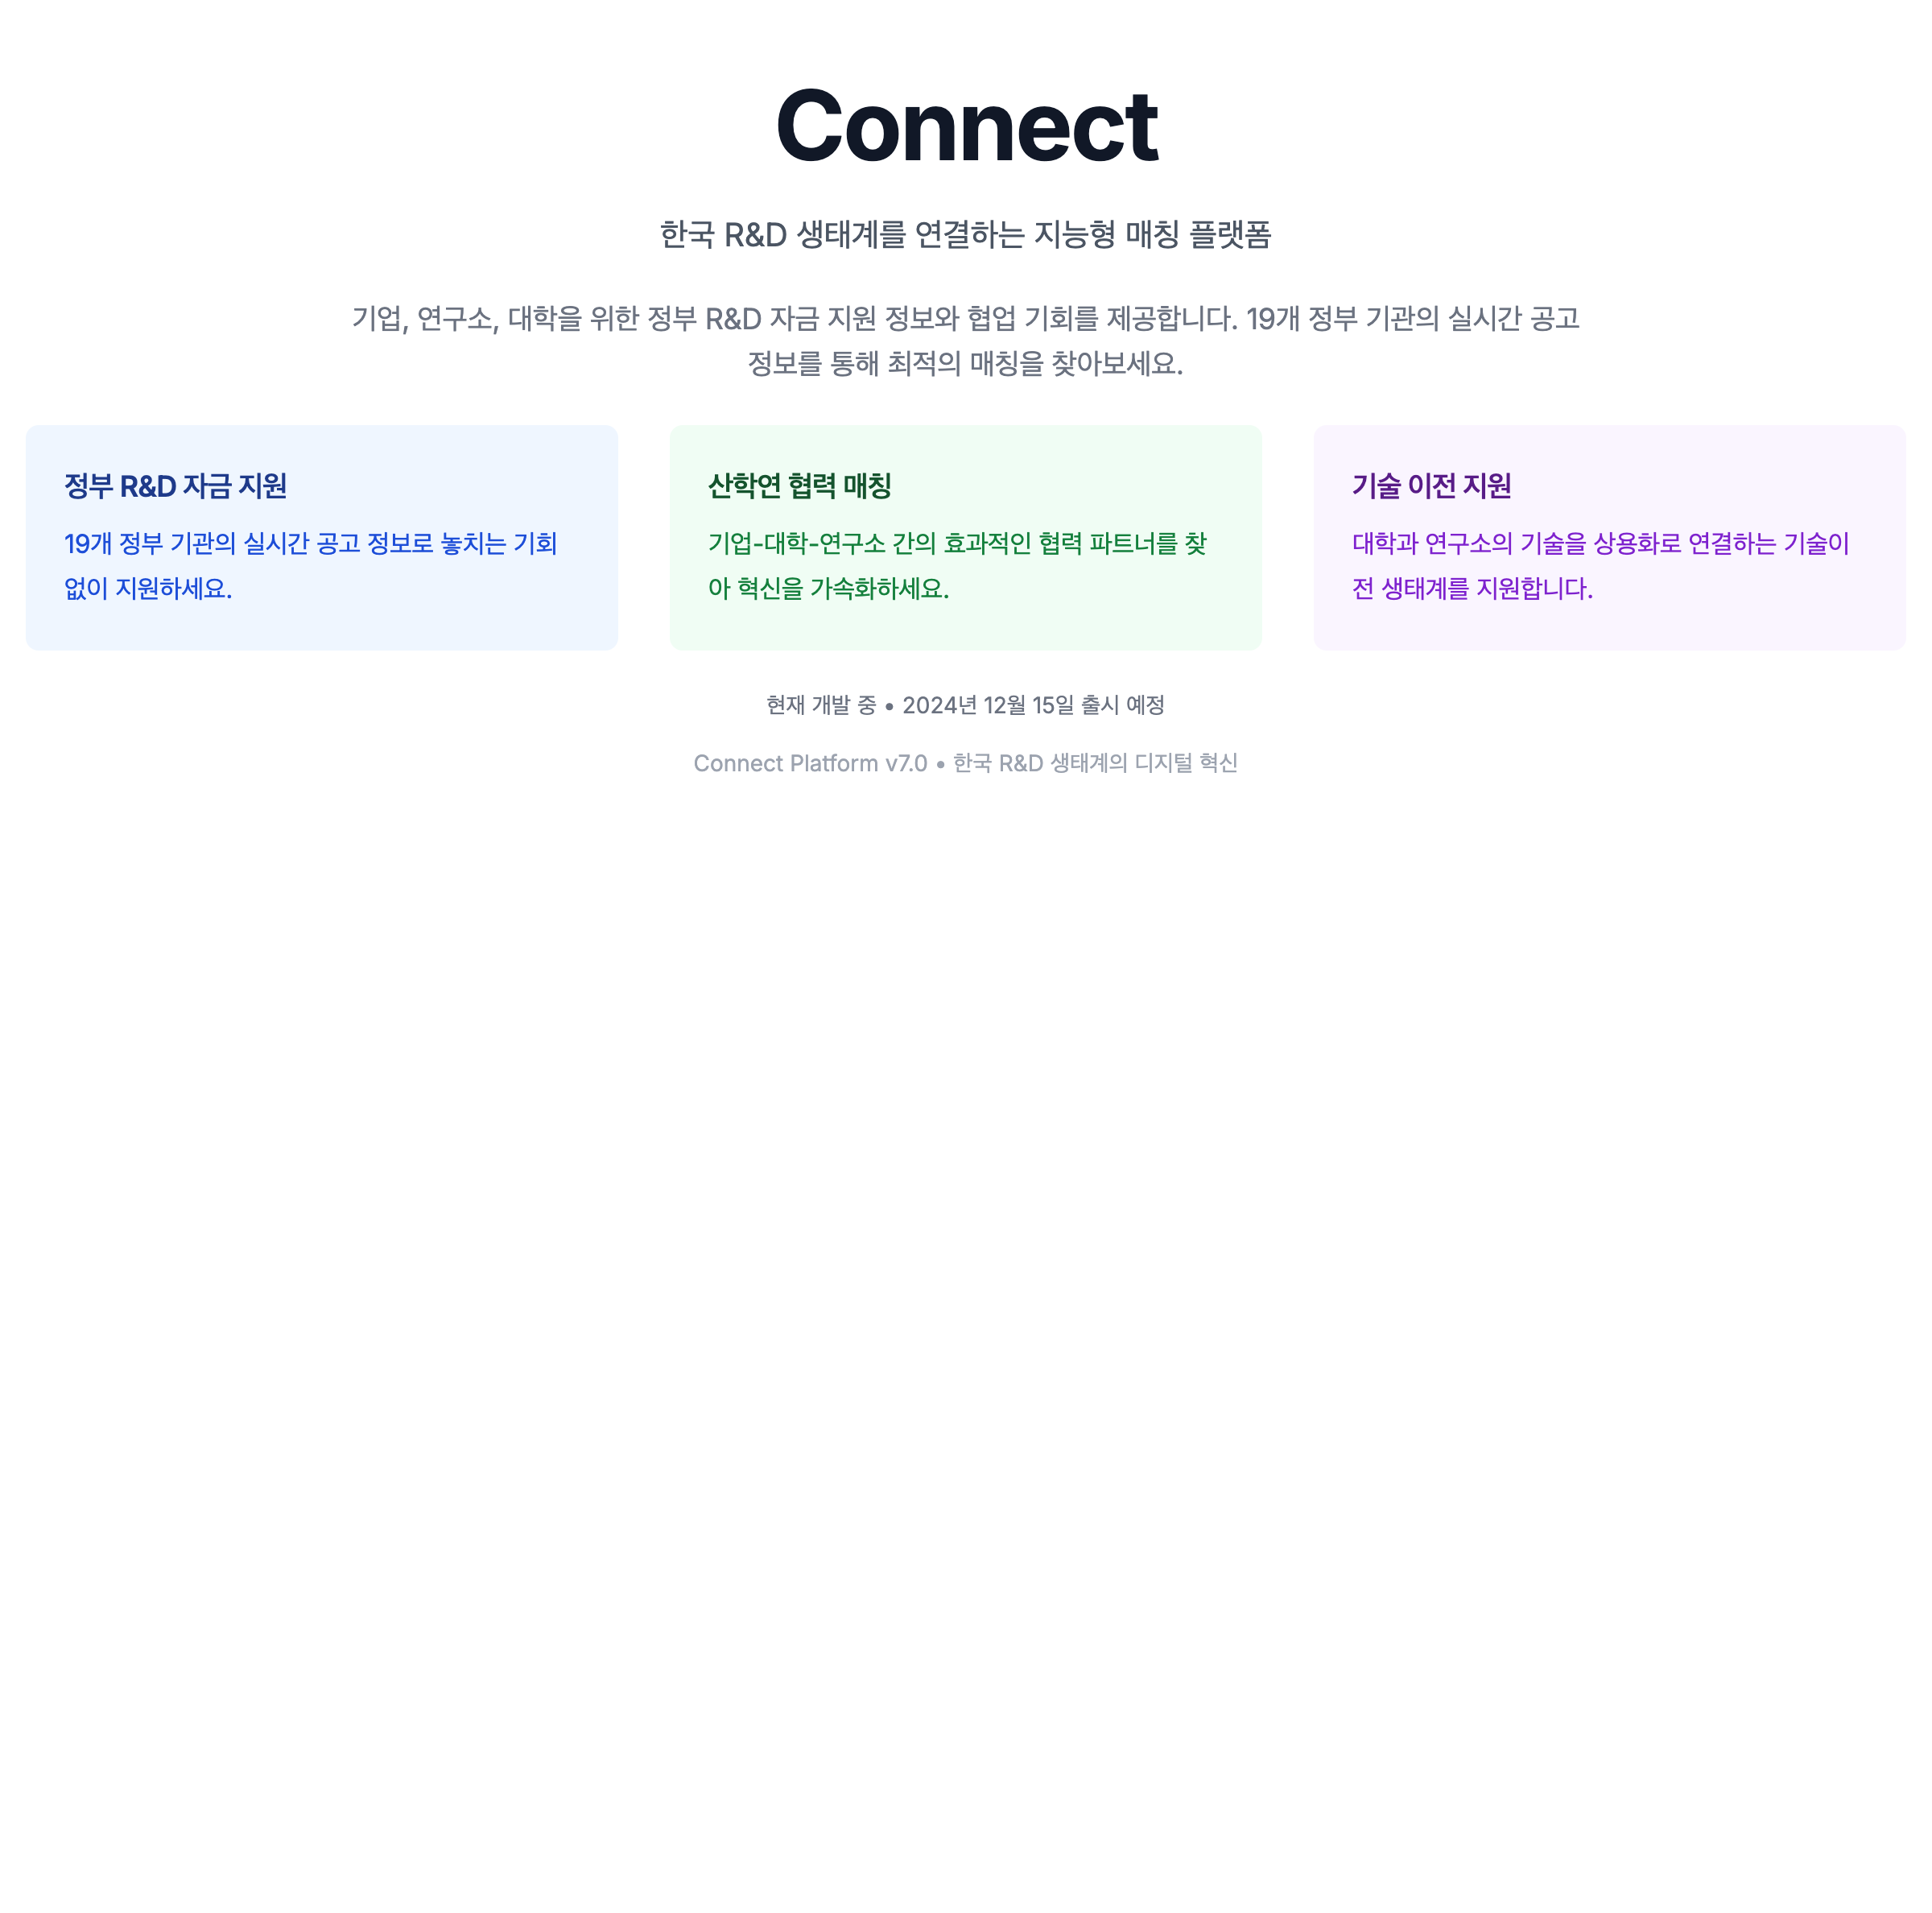 Connect
한국 R&D 생태계를 연결하는 지능형 매칭 플랫폼
기업, 연구소, 대학을 위한 정부 R&D 자금 지원 정보와 협업 기회를 제공합니다. 19개 정부 기관의 실시간 공고
정보를 통해 최적의 매칭을 찾아보세요.
정부 R&D 자금 지원
19개 정부 기관의 실시간 공고 정보로 놓치는 기회
없이 지원하세요.
산학연 협력 매칭
기업-대학-연구소 간의 효과적인 협력 파트너를 찾
아 혁신을 가속화하세요.
기술 이전 지원
대학과 연구소의 기술을 상용화로 연결하는 기술이
전 생태계를 지원합니다.
현재 개발 중 • 2024년 12월 15일 출시 예정
Connect Platform v7.0 • 한국 R&D 생태계의 디지털 혁신